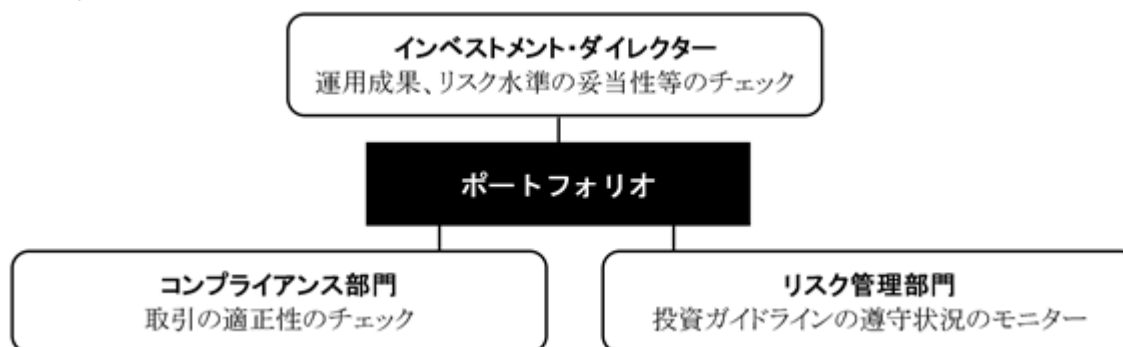 インベストメント・ダイレクター
運用成果、リスク水準の妥当性等のチェック
ポートフォリオ
コンプライアンス部門
取引の適正性のチェック
リスク管理部門
投資ガイドラインの遵守状況のモニター